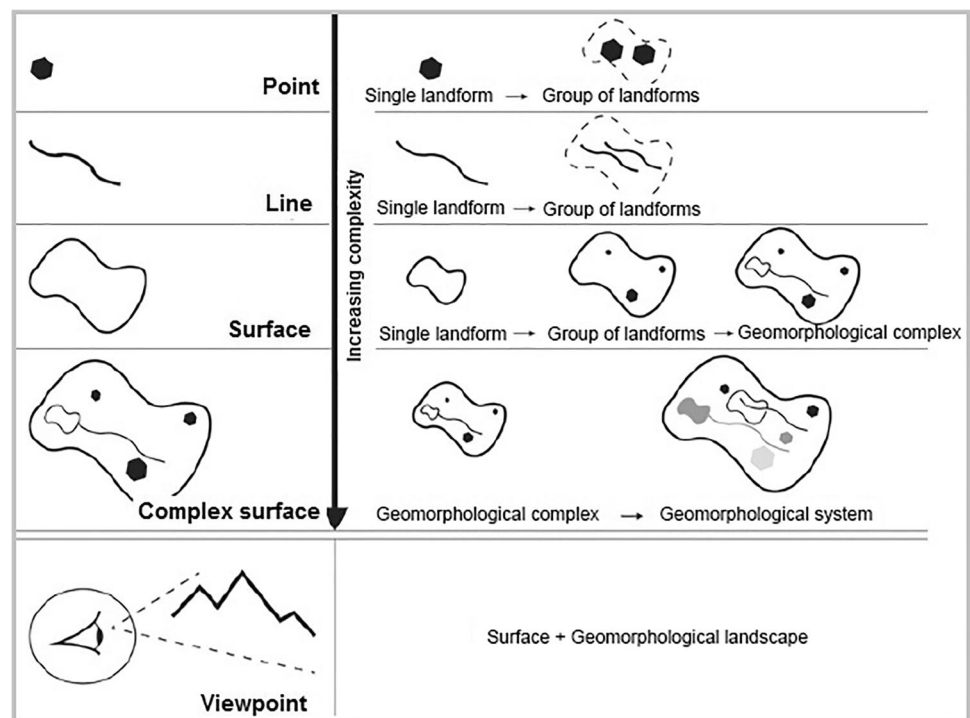 Point
Single landform → Group of landforms
Line
Single landform → Group of landforms
Increasing complexity
Surface
Single landform → Group of landforms → Geomorphological complex
Complex surface
Geomorphological complex → Geomorphological system
Viewpoint
Surface + Geomorphological landscape